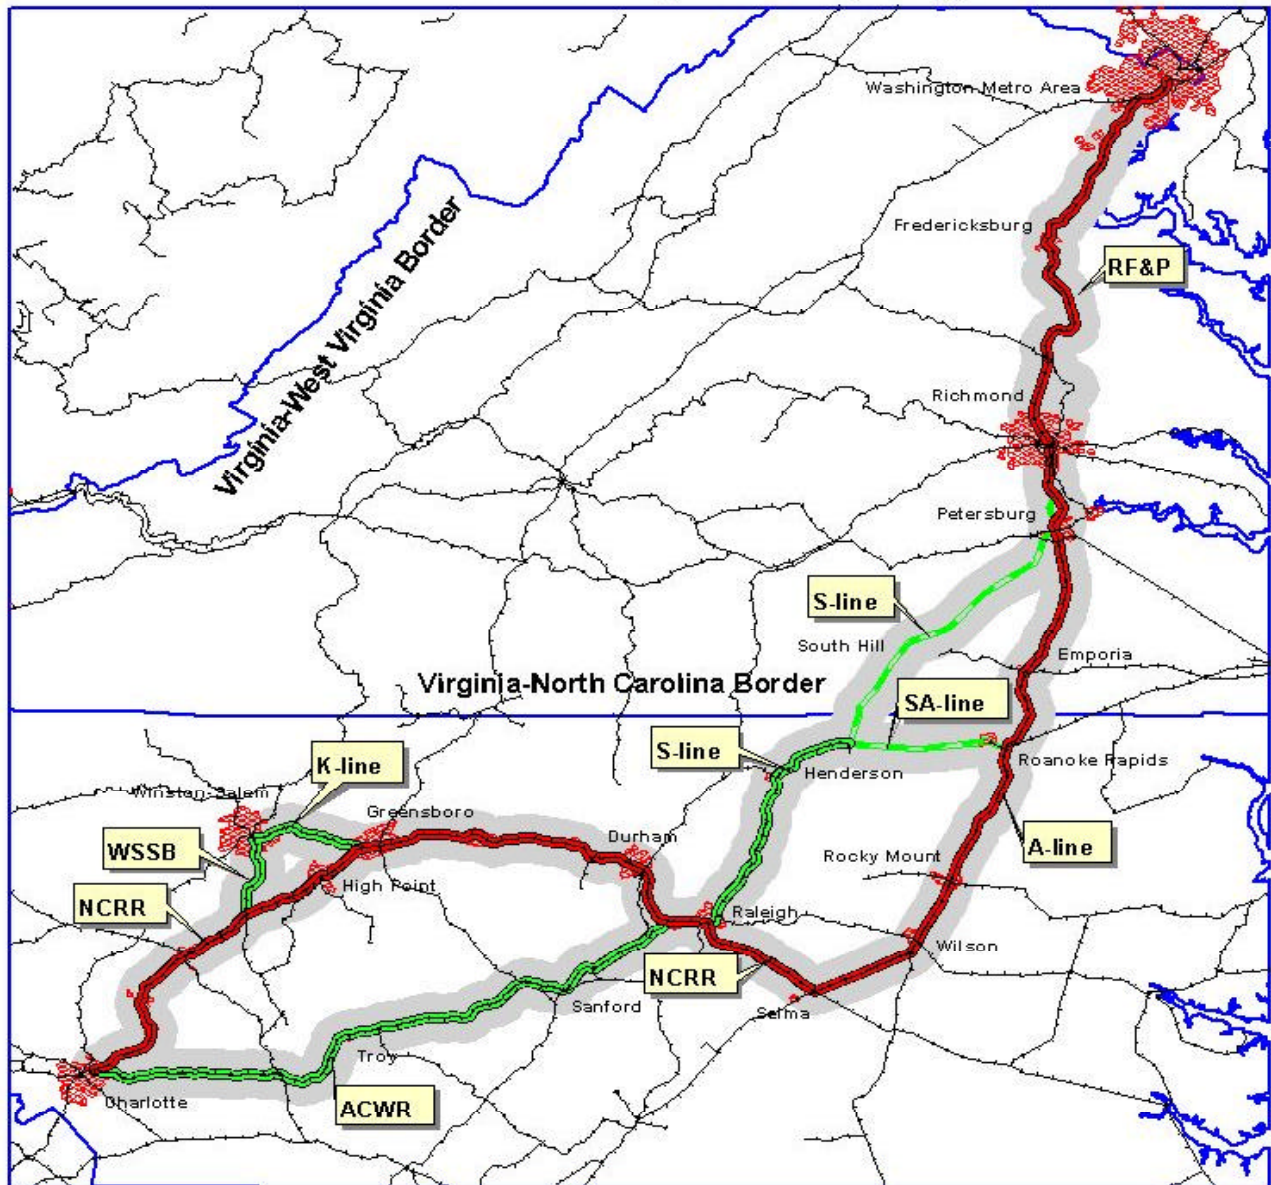 Washington Metro Area
Fredericksburg
RF&P
Virginia-West Virginia Border
Richmond
Petersburg
S-line
South Hill
Emporia
Virginia-North Carolina Border
SA-line
S-line
Henderson
Roanoke Rapids
K-line
Winston-Salem
Greensboro
Durham
WSSB
A-line
Rocky Mount
High Point
NCRR
Raleigh
Wilson
NCRR
Sanford
Selma
Troy
Charlotte
ACWR